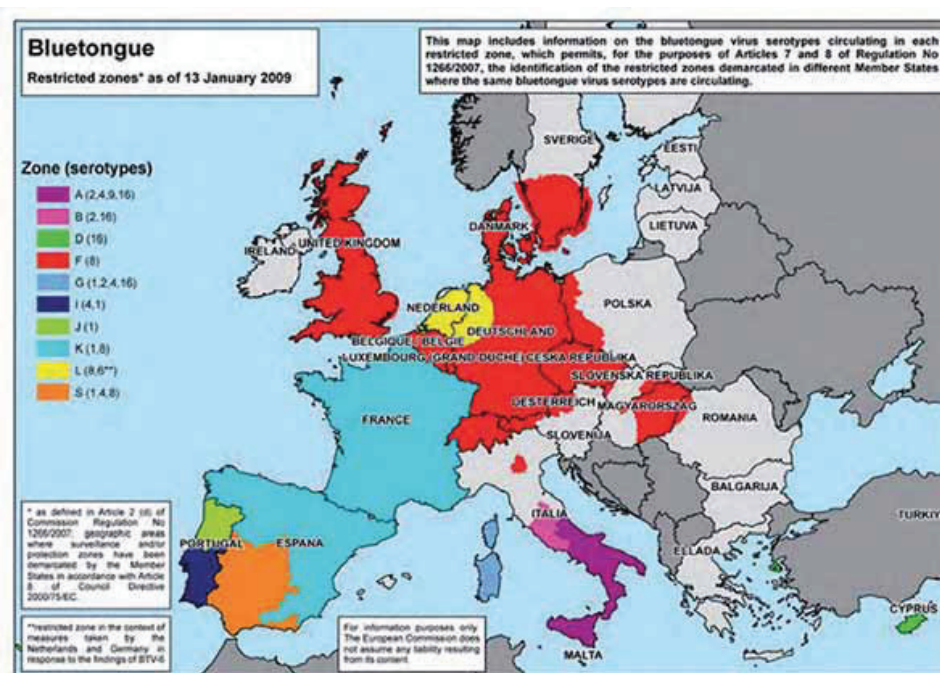 Bluetongue
Restricted zones* as of 13 January 2009
This map includes information on the bluetongue virus serotypes circulating in each
restricted zone, which permits, for the purposes of Articles 7 and 8 of Regulation No
1266/2007, the identification of the restricted zones demarcated in different Member States
where the same bluetongue virus serotypes are circulating.
Zone (serotypes)
A (2,4,9,16)
B (2,16)
D (16)
F (8)
G (1,2,4,16)
I (4,1)
J (1)
K (1,8)
L (8,6**)
S (1,4,8)
SVERIGE
EESTI
LATVIJA
LIETUVA
DANMARK
IRELAND
UNITED KINGDOM
NEDERLAND
POLSKA
DEUTSCHLAND
BELGIQUE BELGIE
LUXEMBOURG (GRAND-DUCHE)
CESKA REPUBLIKA
SLOVENSKA REPUBLIKA
OESTERREICH
MAGYARORSZAG
FRANCE
ROMANIA
SLOVENIJA
BALGARIJA
ITALIA
TURKIY
PORTUGAL
ESPANA
ELLADA
CYPRUS
MALTA
* as defined in Article 2 (d) of
Commission Regulation No
1266/2007: geographic areas
where surveillance and/or
protection zones have been
demarcated by the Member
States in accordance with Article
8 of Council Directive
2000/75/EC.
**restricted zone in the context of
measures taken by the
Netherlands and Germany in
response to the findings of BTV-6
For information purposes only
The European Commission does
not assume any liability resulting
from its consent